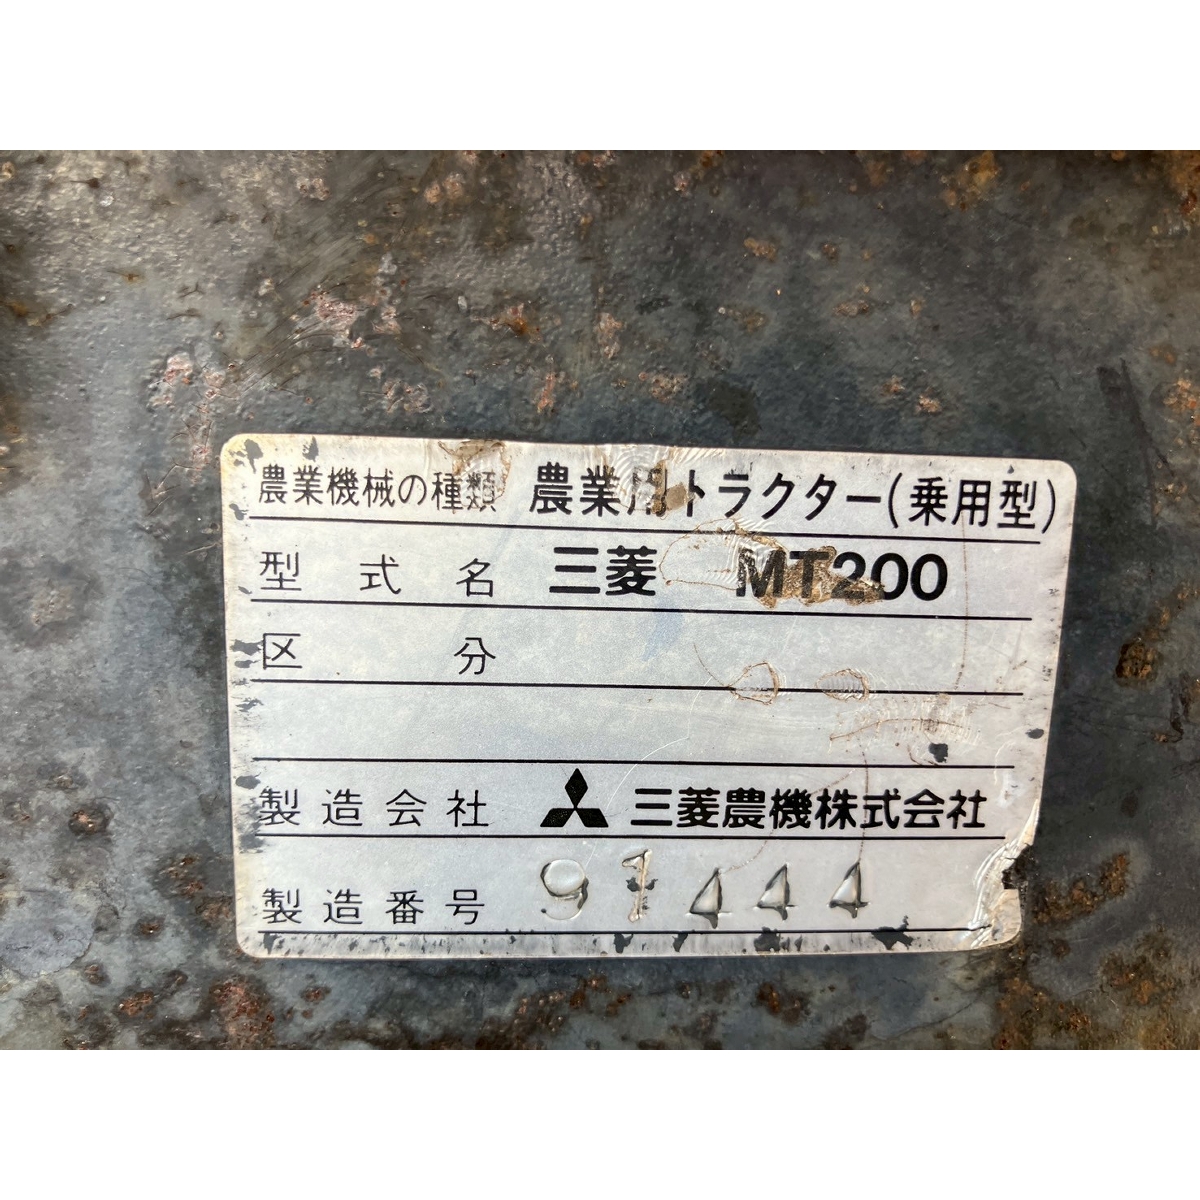 農業機械の種類 農業用トラクター(乗用型)
型式名 三菱 MT200
区分
製造会社 三菱農機株式会社
製造番号 91444